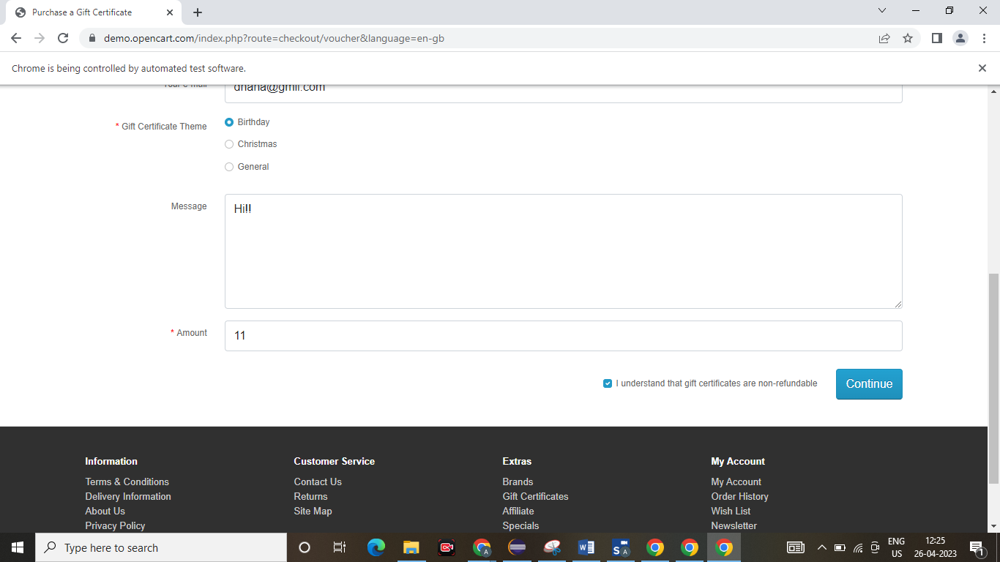 Purchase a Gift Certificate
demo.opencart.com/index.php?route=checkout/voucher&language=en-gb
Chrome is being controlled by automated test software.
Your e-mail
dhana@gmil.com
* Gift Certificate Theme
Birthday
Christmas
General
Message
Hi!!
* Amount
11
I understand that gift certificates are non-refundable
Continue
Information
Customer Service
Extras
My Account
Terms & Conditions
Contact Us
Brands
My Account
Delivery Information
Returns
Gift Certificates
Order History
About Us
Site Map
Affiliate
Wish List
Privacy Policy
Specials
Newsletter
Type here to search
ENG
US
12:25
26-04-2023
1